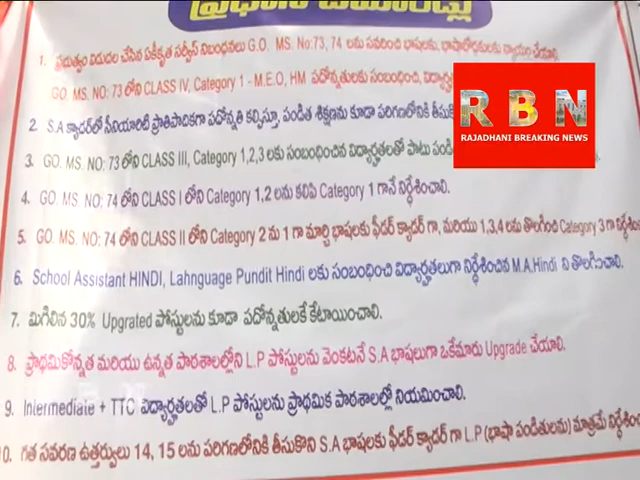 ప్రధాన డిమాండ్లు
1. ప్రభుత్వం విడుదల చేసిన ఏకీకృత సర్వీస్ నిబంధనలు G.O. MS. No:73, 74 లను సవరించి భాషలకు, భాషాబోధకులకు న్యాయం చేయాలి.
GO. MS. NO: 73 లోని CLASS IV, Category 1 - M.E.O, HM పదోన్నతులకు సంబంధించి,
2. S.A క్యాడర్‌లో సీనియారిటీ ప్రాతిపదికగా పదోన్నతి కల్పిస్తూ, పండిత శిక్షణను కూడా పరిగణలోనికి
3. GO. MS. NO: 73 లోని CLASS III, Category 1,2,3 లకు సంబంధించిన విద్యార్హతలతో పాటు
4. GO. MS. NO; 74 లోని CLASS I లోని Category 1,2 లను కలిపి Category 1 గానే నిర్ధేశించాలి.
5. GO. MS. NO: 74 లోని CLASS II లోని Category 2 ను 1 గా మార్చి భాషలకు ఫీడర్ క్యాడర్ గా, మరియు 1,3,4 లను తొలగించి Category 3 గా
6. School Assistant HINDI, Lahnguage Pundit Hindi లకు సంబంధించి విద్యార్హతలుగా నిర్ధేశించిన M.A.Hindi ని తొలగించాలి.
7. మిగిలిన 30% Upgrated పోస్టులను కూడా పదోన్నతులకే కేటాయించాలి.
8. ప్రాథమికోన్నత మరియు ఉన్నత పాఠశాలల్లోని L.P పోస్టులను వెంటనే S.A భాషలుగా ఒకేమారు Upgrade చేయాలి.
9. Intermediate + TTC విద్యార్హతలతో L.P పోస్టులను ప్రాథమిక పాఠశాలల్లో నియమించాలి.
0. గత సవరణ ఉత్తర్వులు 14, 15 లను పరిగణలోనికి తీసుకొని S.A భాషలకు ఫీడర్ క్యాడర్ గా L.P (భాషా పండితులను) మాత్రమే
R B N
RAJADHANI BREAKING NEWS